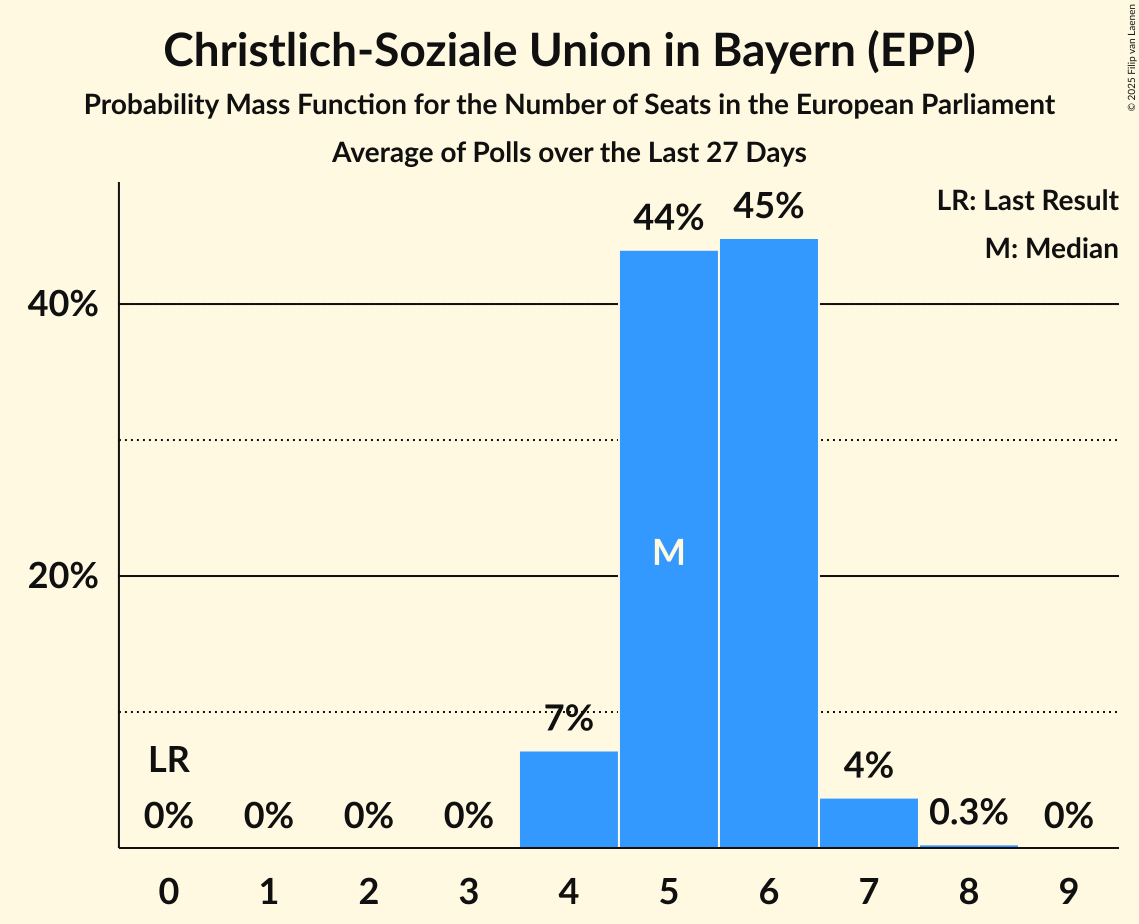 Christlich-Soziale Union in Bayern (EPP)
Probability Mass Function for the Number of Seats in the European Parliament
Average of Polls over the Last 27 Days
© 2025 Filip van Laenen
LR: Last Result
M: Median
44%
45%
40%
M
20%
7%
LR
4%
0%
0%
0%
0%
0.3%
0%
0
1
2
3
4
5
6
7
8
9